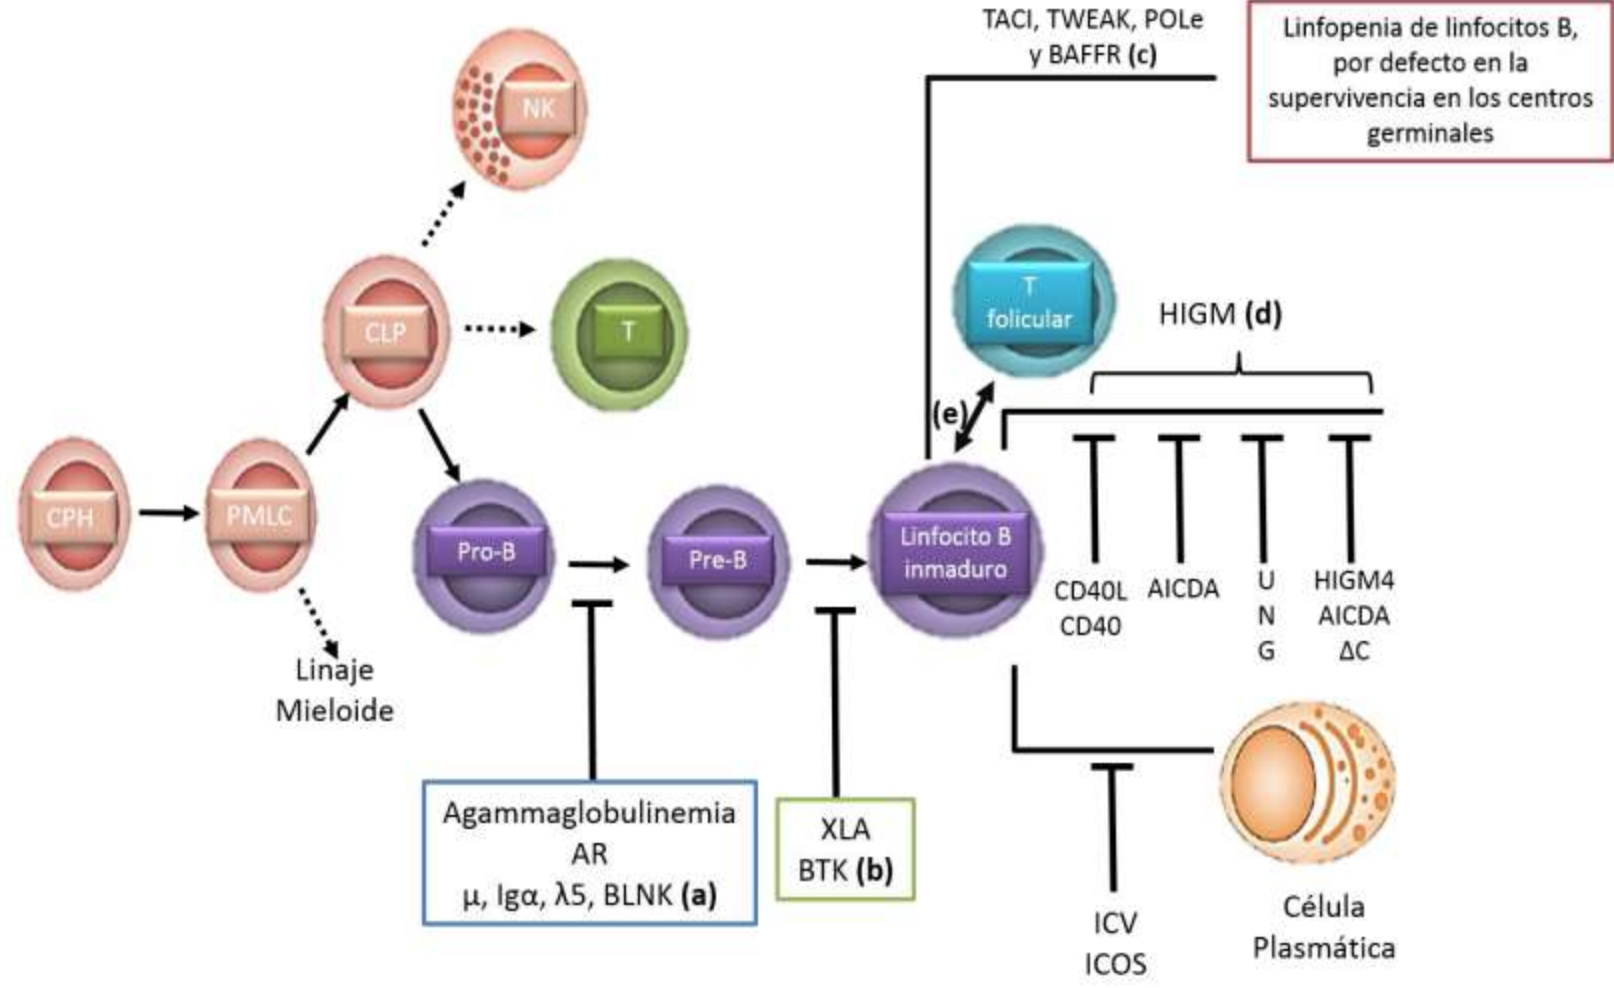 TACI, TWEAK, POLe
y BAFFR (c)
Linfopenia de linfocitos B,
por defecto en la
supervivencia en los centros
germinales
NK
CLP
T
T
folicular
HIGM (d)
(e)
CPH
PMLC
Pro-B
Pre-B
Linfocito B
inmaduro
CD40L
CD40
AICDA
U
N
G
HIGM4
AICDA
ΔC
Linaje
Mieloide
Agammaglobulinemia
AR
μ, Igα, λ5, BLNK (a)
XLA
BTK (b)
ICV
ICOS
Célula
Plasmática